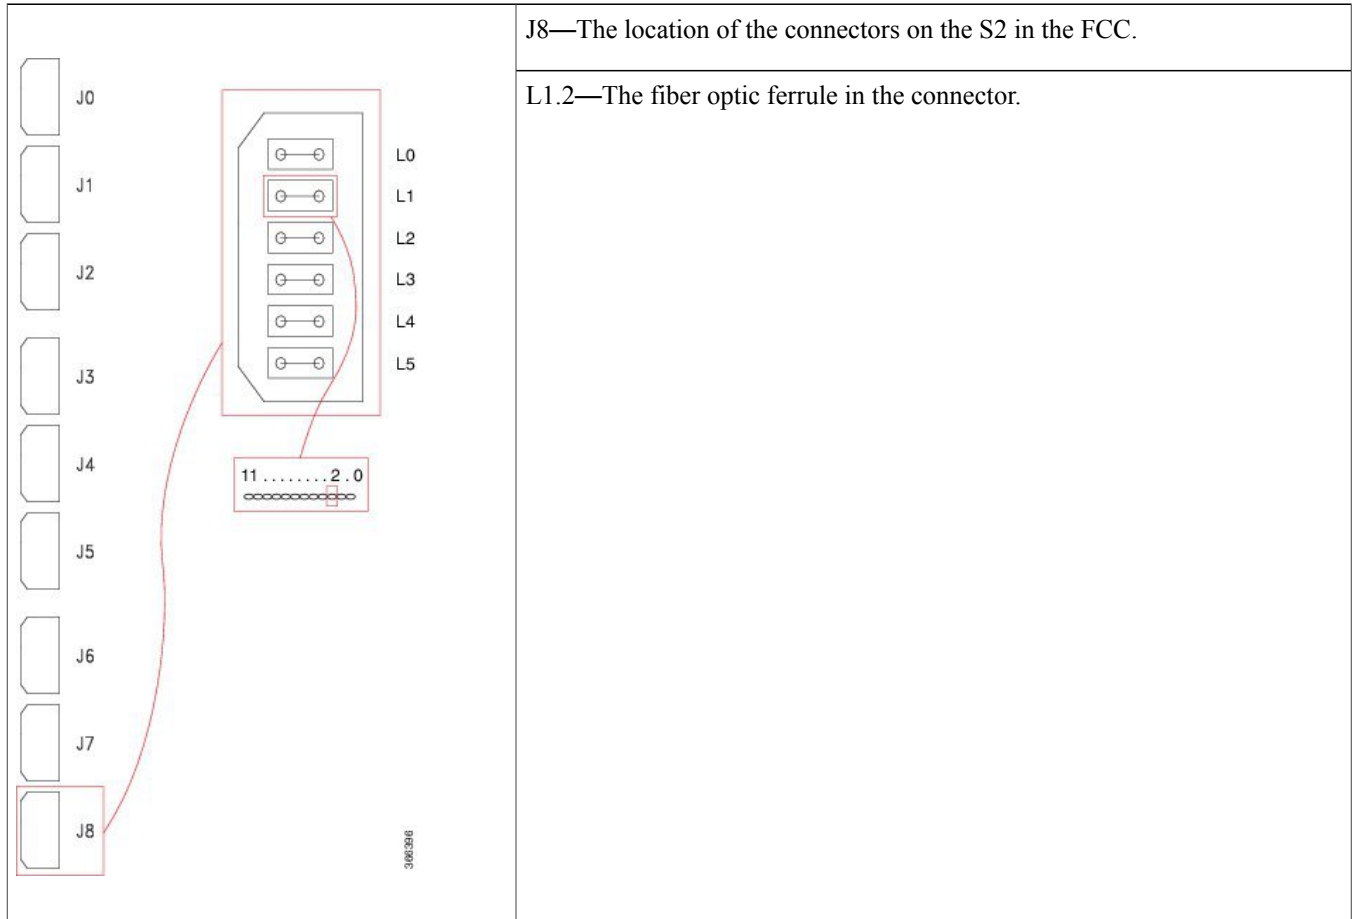 J8—The location of the connectors on the S2 in the FCC.
L1.2—The fiber optic ferrule in the connector.
J0
J1
J2
J3
J4
J5
J6
J7
J8
L0
L1
L2
L3
L4
L5
11........2.0
366396